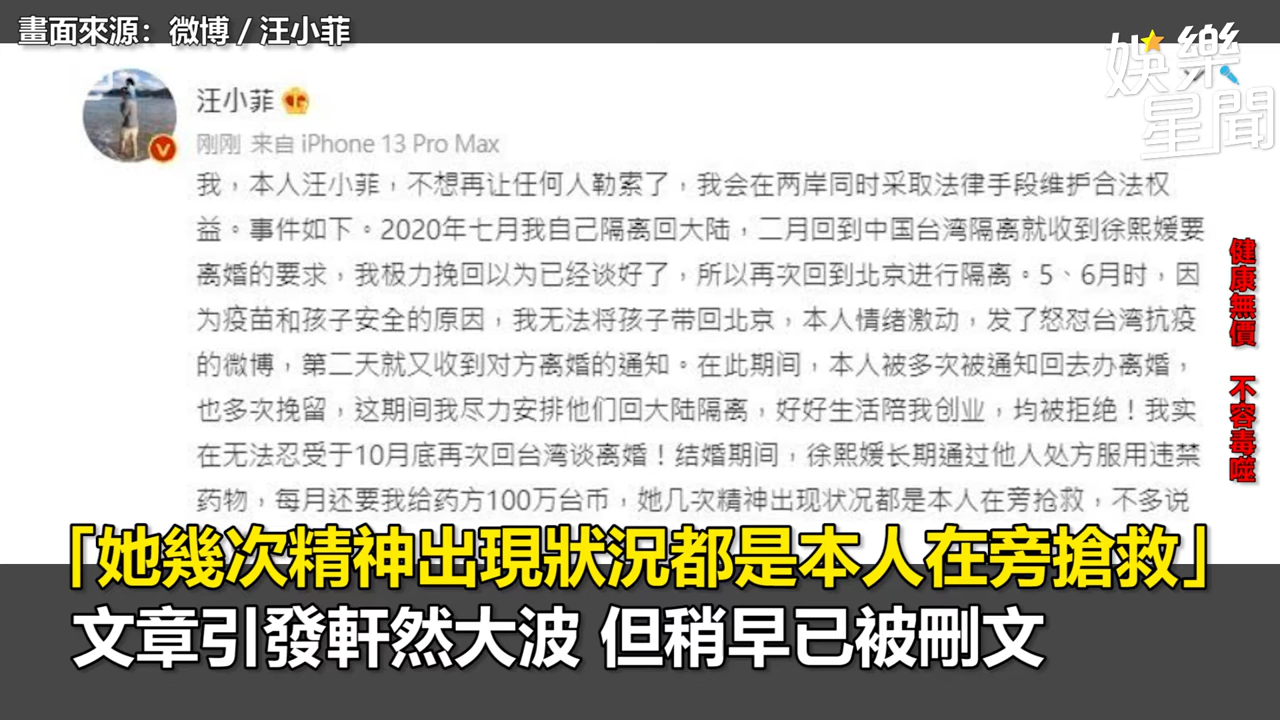 畫面來源：微博 / 汪小菲
娛樂
星聞
汪小菲
刚刚 来自 iPhone 13 Pro Max
我，本人汪小菲，不想再让任何人勒索了，我会在两岸同时采取法律手段维护合法权
益。事件如下。2020年七月我自己隔离回大陆，二月回到中国台湾隔离就收到徐熙媛要
离婚的要求，我极力挽回以为已经谈好了，所以再次回到北京进行隔离。5、6月时，因
为疫苗和孩子安全的原因，我无法将孩子带回北京，本人情绪激动，发了怒怼台湾抗疫
的微博，第二天就又收到对方离婚的通知。在此期间，本人被多次被通知回去办离婚，
也多次挽留，这期间我尽力安排他们回大陆隔离，好好生活陪我创业，均被拒绝！我实
在无法忍受于10月底再次回台湾谈离婚！结婚期间，徐熙媛长期通过他人处方服用违禁
药物，每月还要我给药方100万台币，她几次精神出现状况都是本人在旁抢救，不多说
健康無價 不容毒噬
「她幾次精神出現狀況都是本人在旁搶救」
文章引發軒然大波 但稍早已被刪文